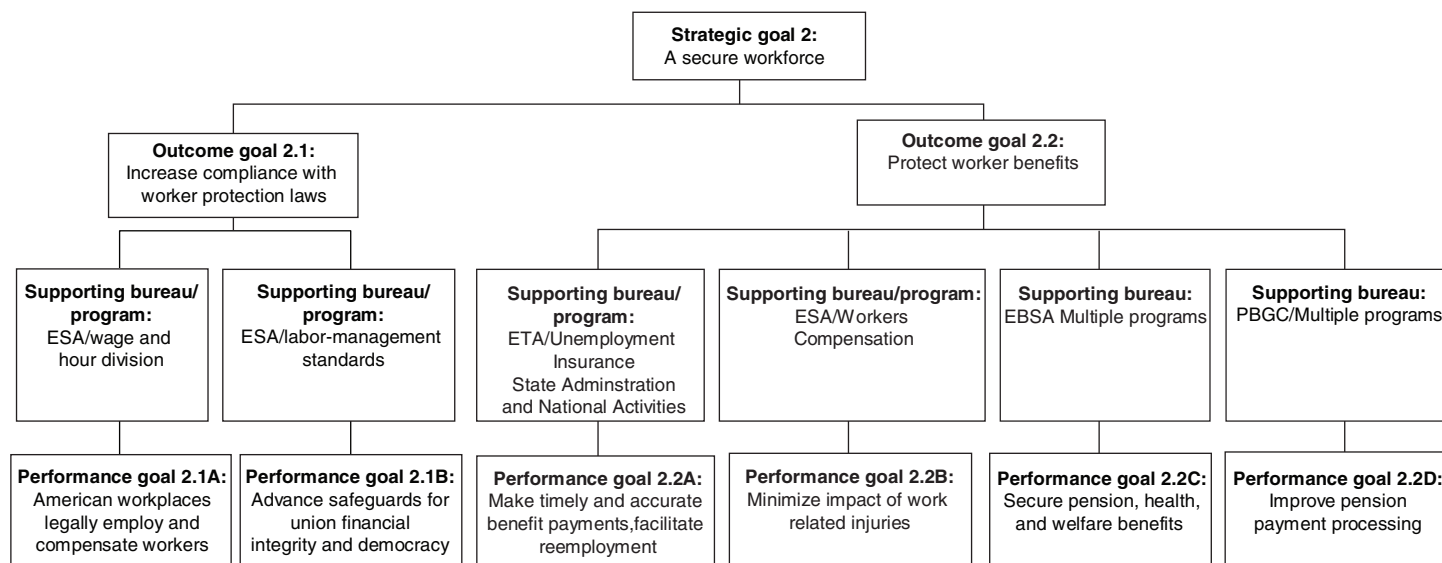 Strategic goal 2:
A secure workforce
Outcome goal 2.1:
Increase compliance with
worker protection laws
Outcome goal 2.2:
Protect worker benefits
Supporting bureau/
program:
ESA/wage and
hour division
Supporting bureau/
program:
ESA/labor-management
standards
Supporting bureau/
program:
ETA/Unemployment
Insurance
State Adminstration
and National Activities
Supporting bureau/program:
ESA/Workers
Compensation
Supporting bureau:
EBSA Multiple programs
Supporting bureau:
PBGC/Multiple programs
Performance goal 2.1A:
American workplaces
legally employ and
compensate workers
Performance goal 2.1B:
Advance safeguards for
union financial
integrity and democracy
Performance goal 2.2A:
Make timely and accurate
benefit payments,facilitate
reemployment
Performance goal 2.2B:
Minimize impact of work
related injuries
Performance goal 2.2C:
Secure pension, health,
and welfare benefits
Performance goal 2.2D:
Improve pension
payment processing